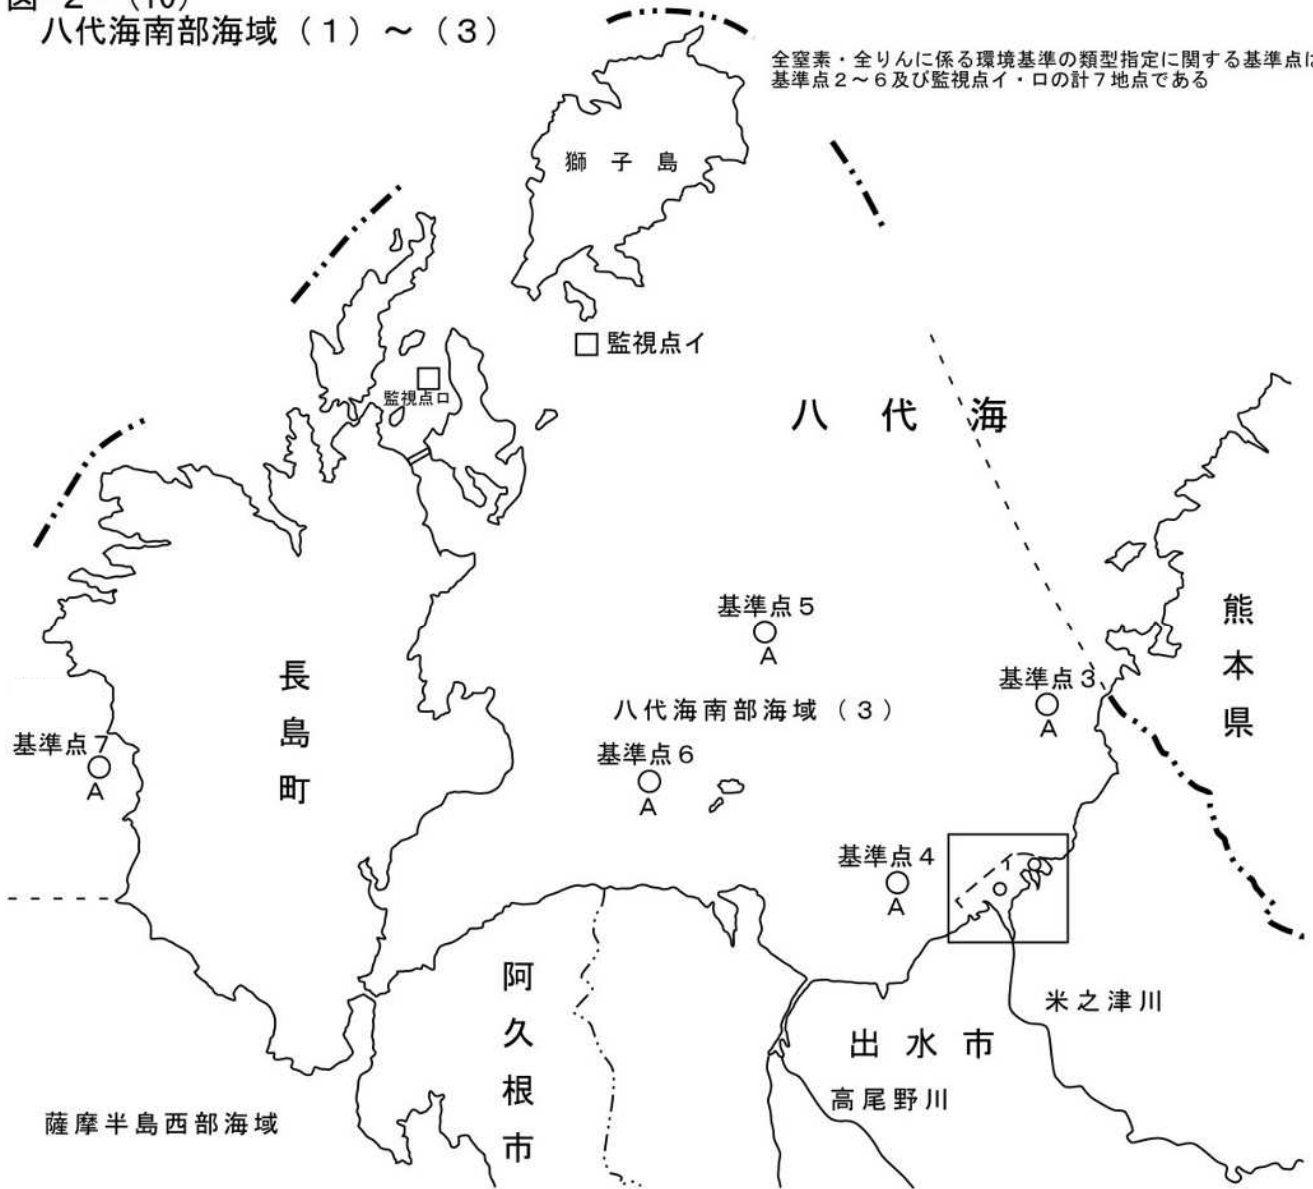 図-2-(10)
八代海南部海域（1）～（3）
全窒素・全りんに係る環境基準の類型指定に関する基準点は
基準点2～6及び監視点イ・ロの計7地点である
獅子島
監視点イ
監視点ロ
八代海
基準点5
A
熊本県
長島町
基準点3
A
八代海南部海域（3）
基準点7
A
基準点6
A
基準点4
A
米之津川
阿久根市
出水市
高尾野川
薩摩半島西部海域